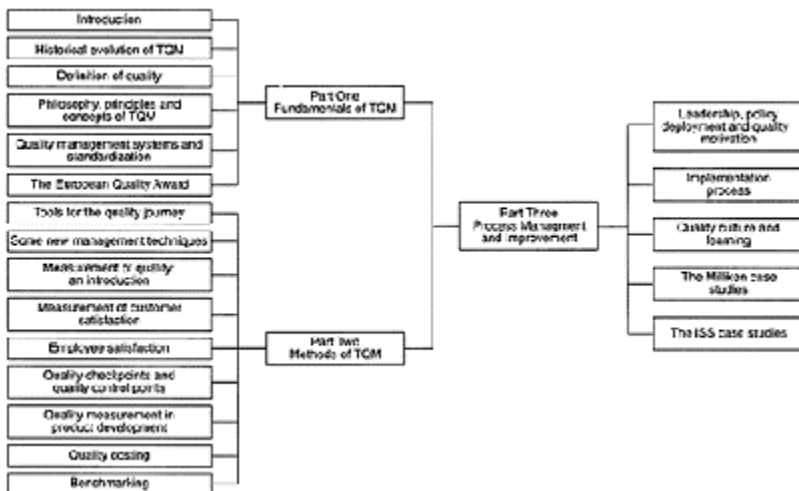 Introduction
Historical evolution of TQM
Definition of quality
Philosophy, principles and
concepts of TQM
Quality management systems and
standardization
The European Quality Award
Part One
Fundamentals of TQM
Tools for the quality journey
Some new management techniques
Measurement of quality:
an introduction
Measurement of customer
satisfaction
Employee satisfaction
Quality checkpoints and
quality control points
Quality measurement in
product development
Quality costing
Benchmarking
Part Two
Methods of TQM
Part Three
Process Managment
and Improvement
Leadership, policy
deployment and quality
motivation
Implementation
process
Quality culture and
learning
The Milliken case
studies
The ISS case studies